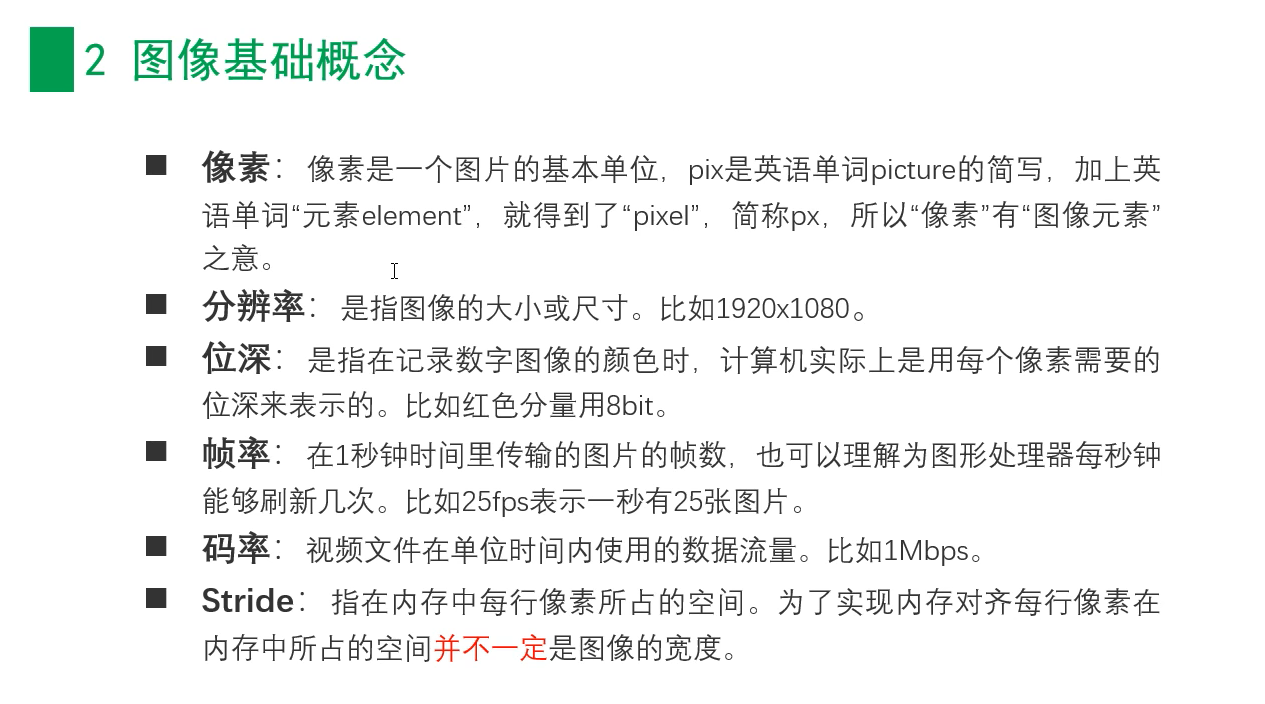 2 图像基础概念
■ 像素： 像素是一个图片的基本单位，pix是英语单词picture的简写，加上英
语单词“元素element”，就得到了“pixel”，简称px，所以“像素”有“图像元素”
之意。
■ 分辨率： 是指图像的大小或尺寸。比如1920x1080。
■ 位深： 是指在记录数字图像的颜色时，计算机实际上是用每个像素需要的
位深来表示的。比如红色分量用8bit。
■ 帧率： 在1秒钟时间里传输的图片的帧数，也可以理解为图形处理器每秒钟
能够刷新几次。比如25fps表示一秒有25张图片。
■ 码率： 视频文件在单位时间内使用的数据流量。比如1Mbps。
■ Stride： 指在内存中每行像素所占的空间。为了实现内存对齐每行像素在
内存中所占的空间并不一定是图像的宽度。